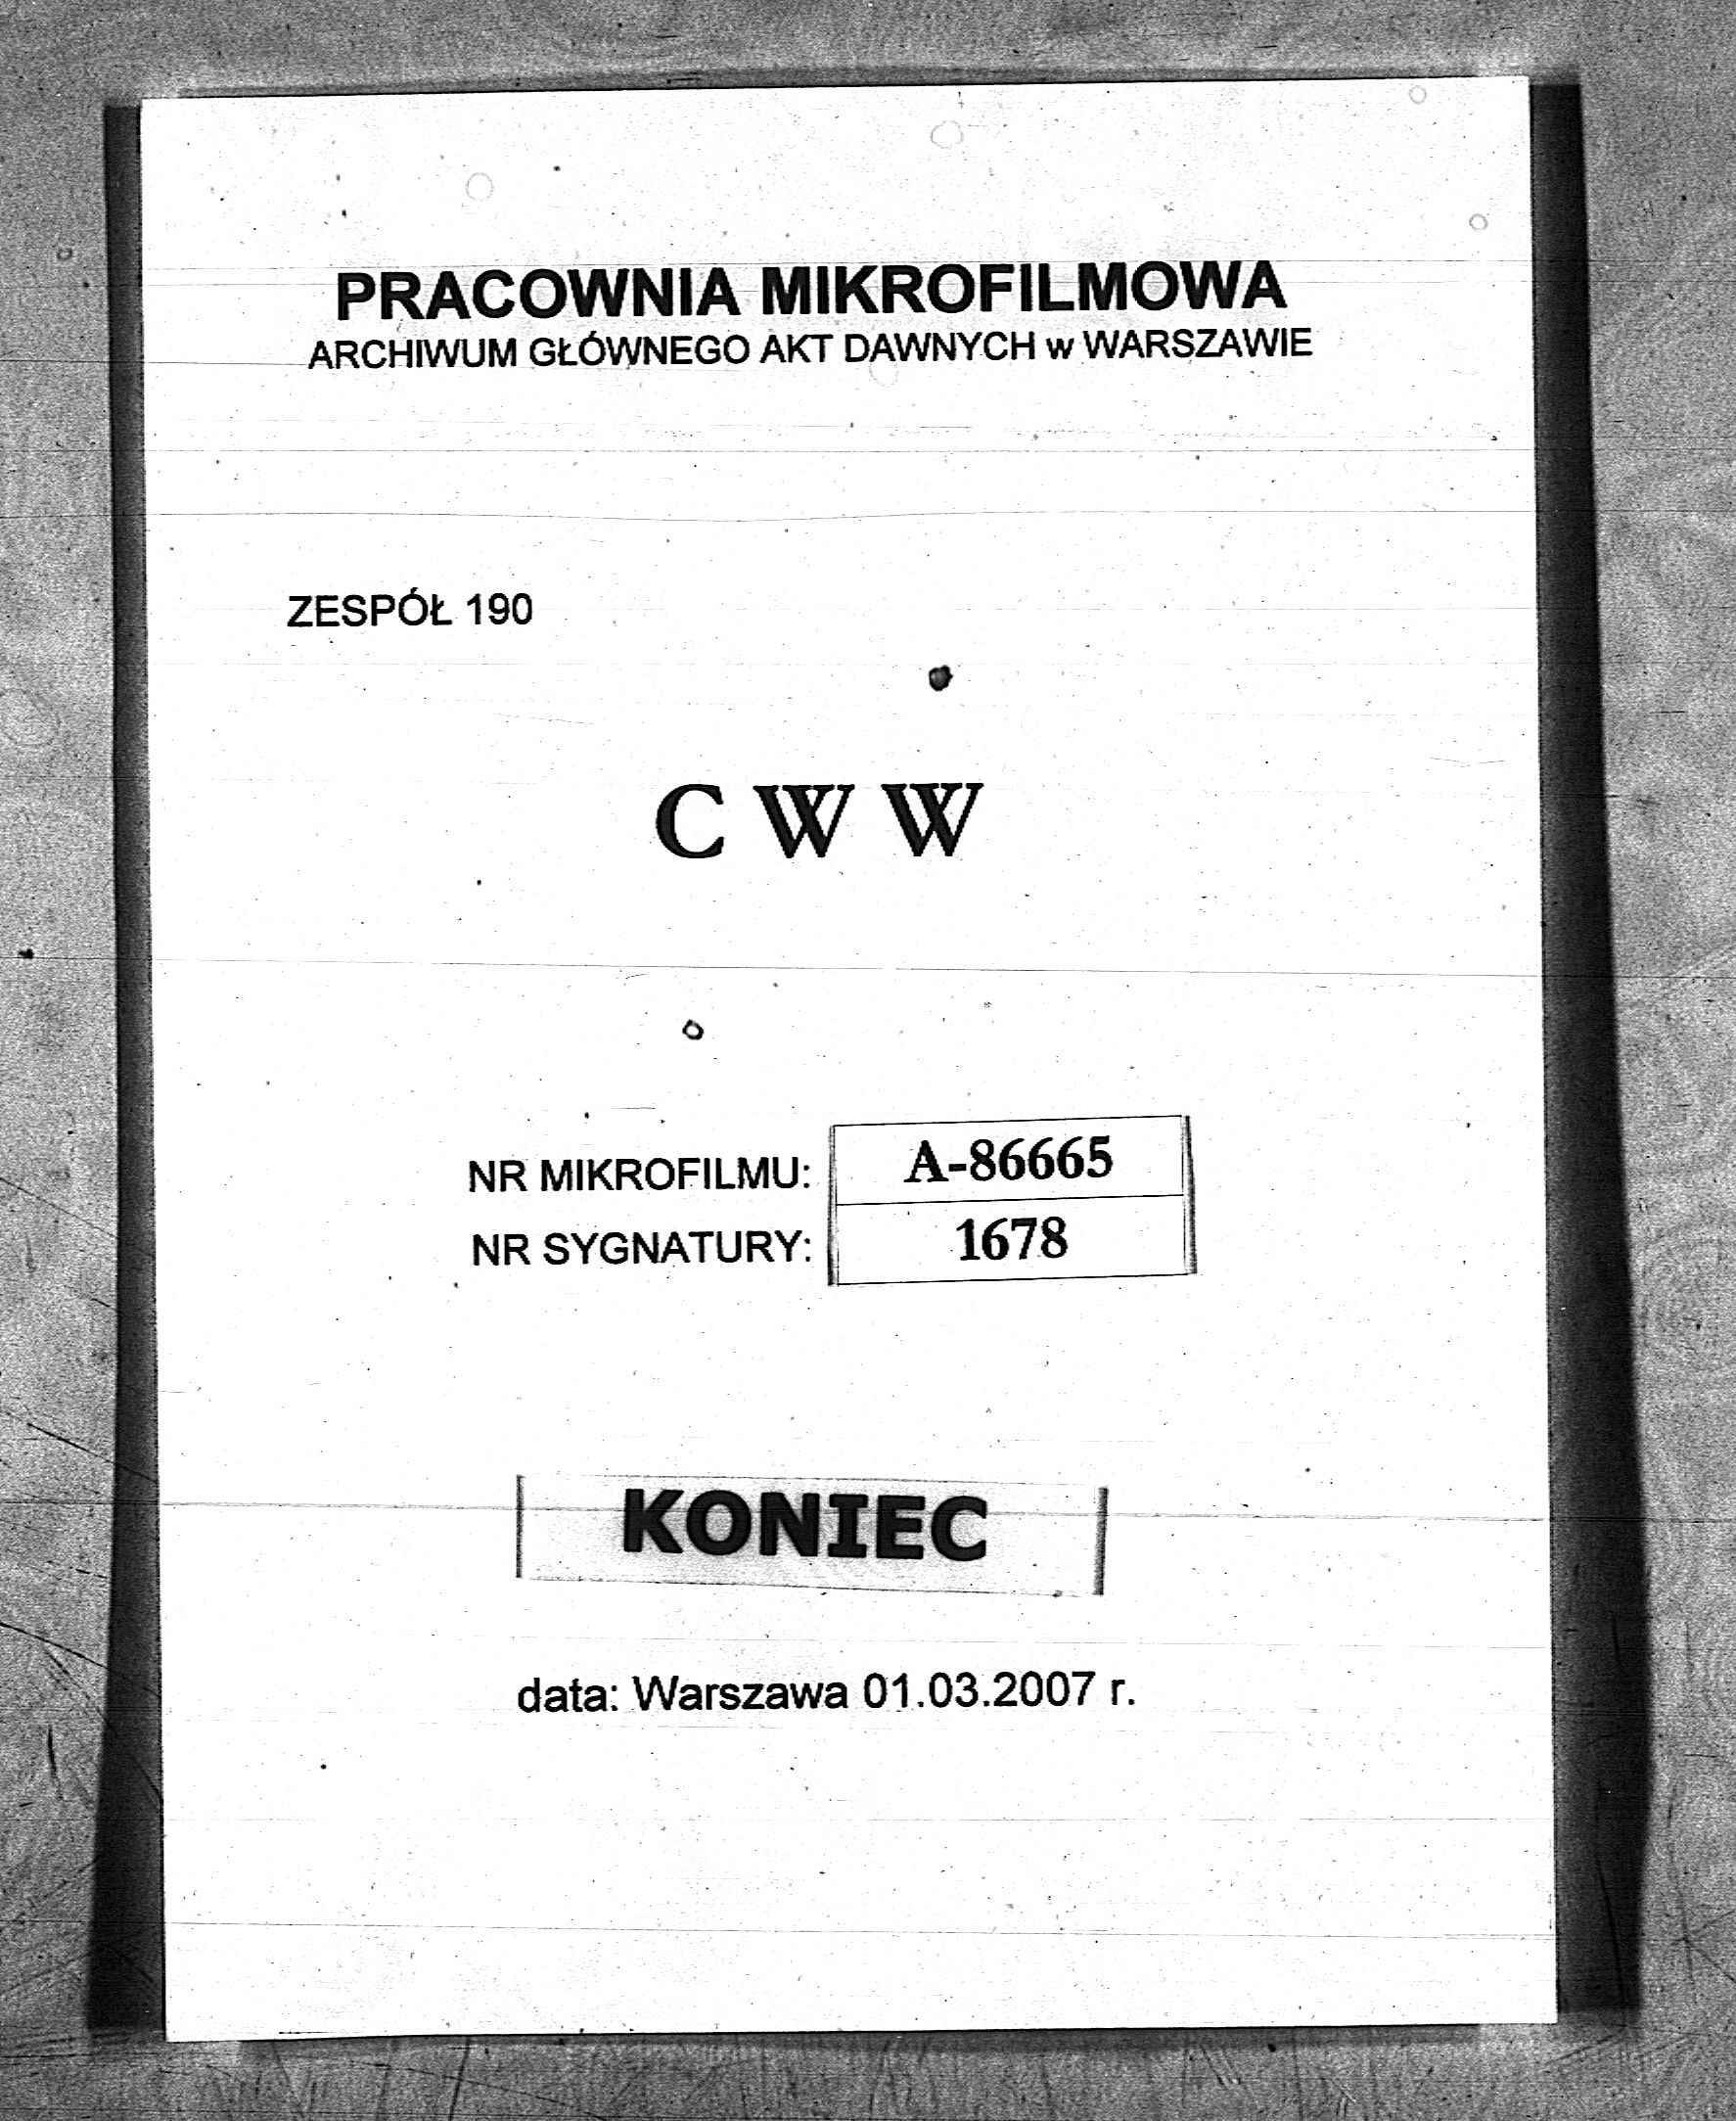 PRACOWNIA MIKROFILMOWA
ARCHIWUM GŁÓWNEGO AKT DAWNYCH w WARSZAWIE
ZESPÓŁ 190
C W W
NR MIKROFILMU: A-86665
NR SYGNATURY: 1678
KONIEC
data: Warszawa 01.03.2007 r.